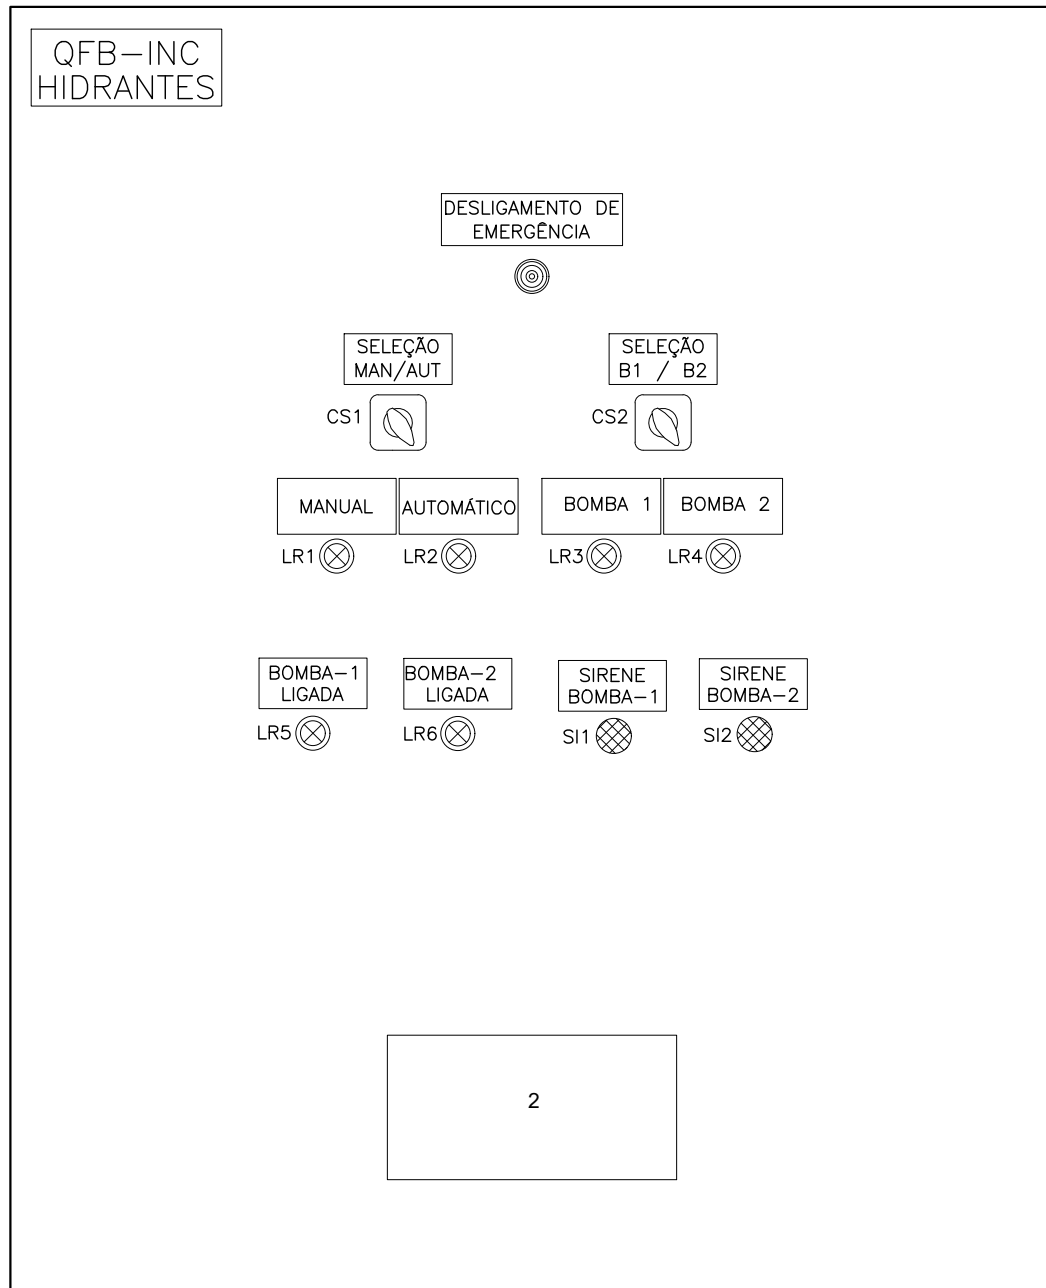 QFB-INC
HIDRANTES
DESLIGAMENTO DE
EMERGÊNCIA
SELEÇÃO
MAN/AUT
SELEÇÃO
B1 / B2
CS1
CS2
MANUAL
AUTOMÁTICO
BOMBA 1
BOMBA 2
LR1
LR2
LR3
LR4
BOMBA-1
LIGADA
BOMBA-2
LIGADA
SIRENE
BOMBA-1
SIRENE
BOMBA-2
LR5
LR6
SI1
SI2
2